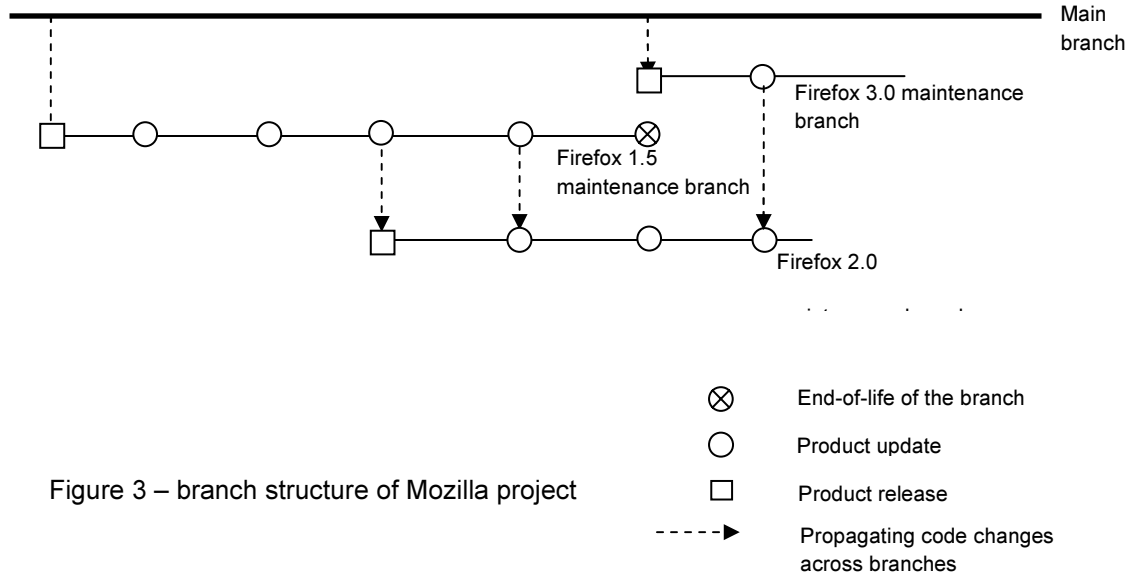 Main
branch
Firefox 3.0 maintenance
branch
Firefox 1.5
maintenance branch
Firefox 2.0
End-of-life of the branch
Product update
Product release
Propagating code changes
across branches
Figure 3 – branch structure of Mozilla project